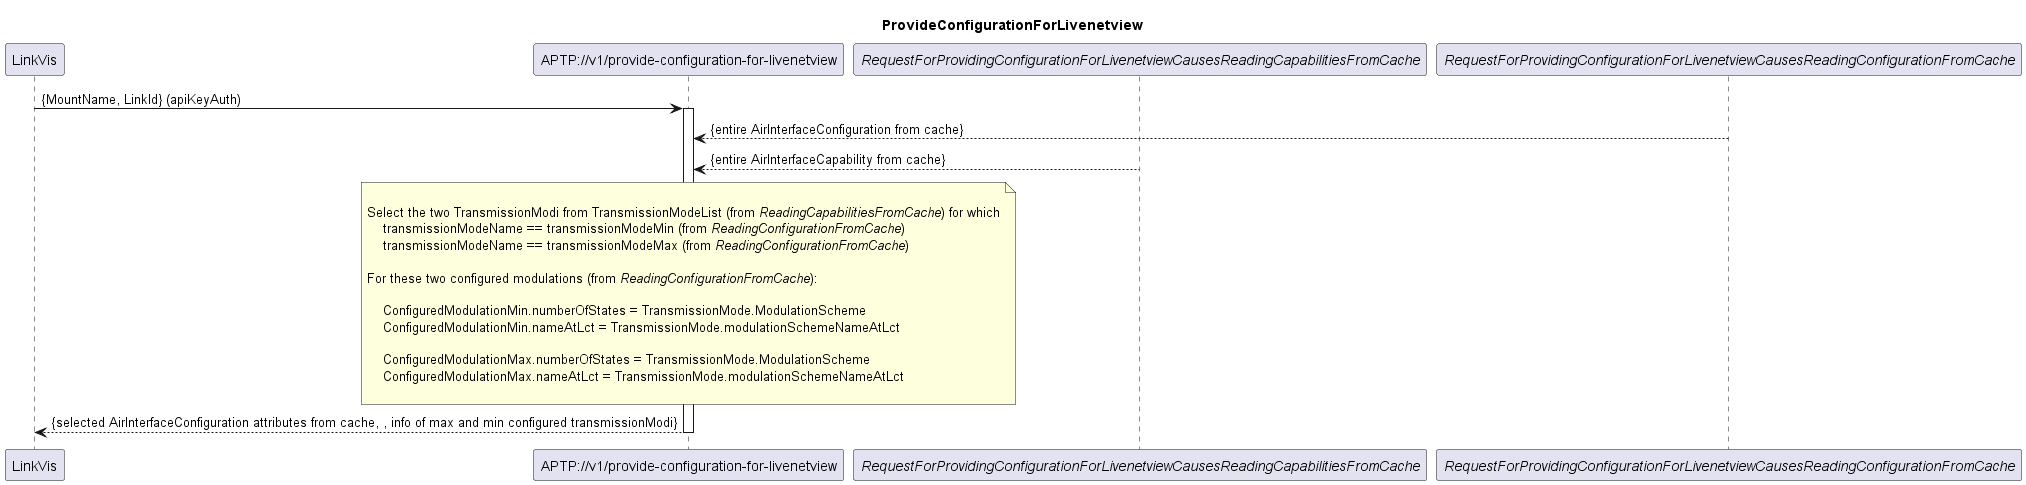 ProvideConfigurationForLivenetview
LinkVis
APTP://v1/provide-configuration-for-livenetview
RequestForProvidingConfigurationForLivenetviewCausesReadingCapabilitiesFromCache
RequestForProvidingConfigurationForLivenetviewCausesReadingConfigurationFromCache
{MountName, LinkId} (apiKeyAuth)
{entire AirInterfaceConfiguration from cache}
{entire AirInterfaceCapability from cache}
Select the two TransmissionModi from TransmissionModeList (from ReadingCapabilitiesFromCache) for which
transmissionModeName == transmissionModeMin (from ReadingConfigurationFromCache)
transmissionModeName == transmissionModeMax (from ReadingConfigurationFromCache)
For these two configured modulations (from ReadingConfigurationFromCache):
ConfiguredModulationMin.numberOfStates = TransmissionMode.ModulationScheme
ConfiguredModulationMin.nameAtLct = TransmissionMode.modulationSchemeNameAtLct
ConfiguredModulationMax.numberOfStates = TransmissionMode.ModulationScheme
ConfiguredModulationMax.nameAtLct = TransmissionMode.modulationSchemeNameAtLct
{selected AirInterfaceConfiguration attributes from cache, , info of max and min configured transmissionModi}
LinkVis
APTP://v1/provide-configuration-for-livenetview
RequestForProvidingConfigurationForLivenetviewCausesReadingCapabilitiesFromCache
RequestForProvidingConfigurationForLivenetviewCausesReadingConfigurationFromCache